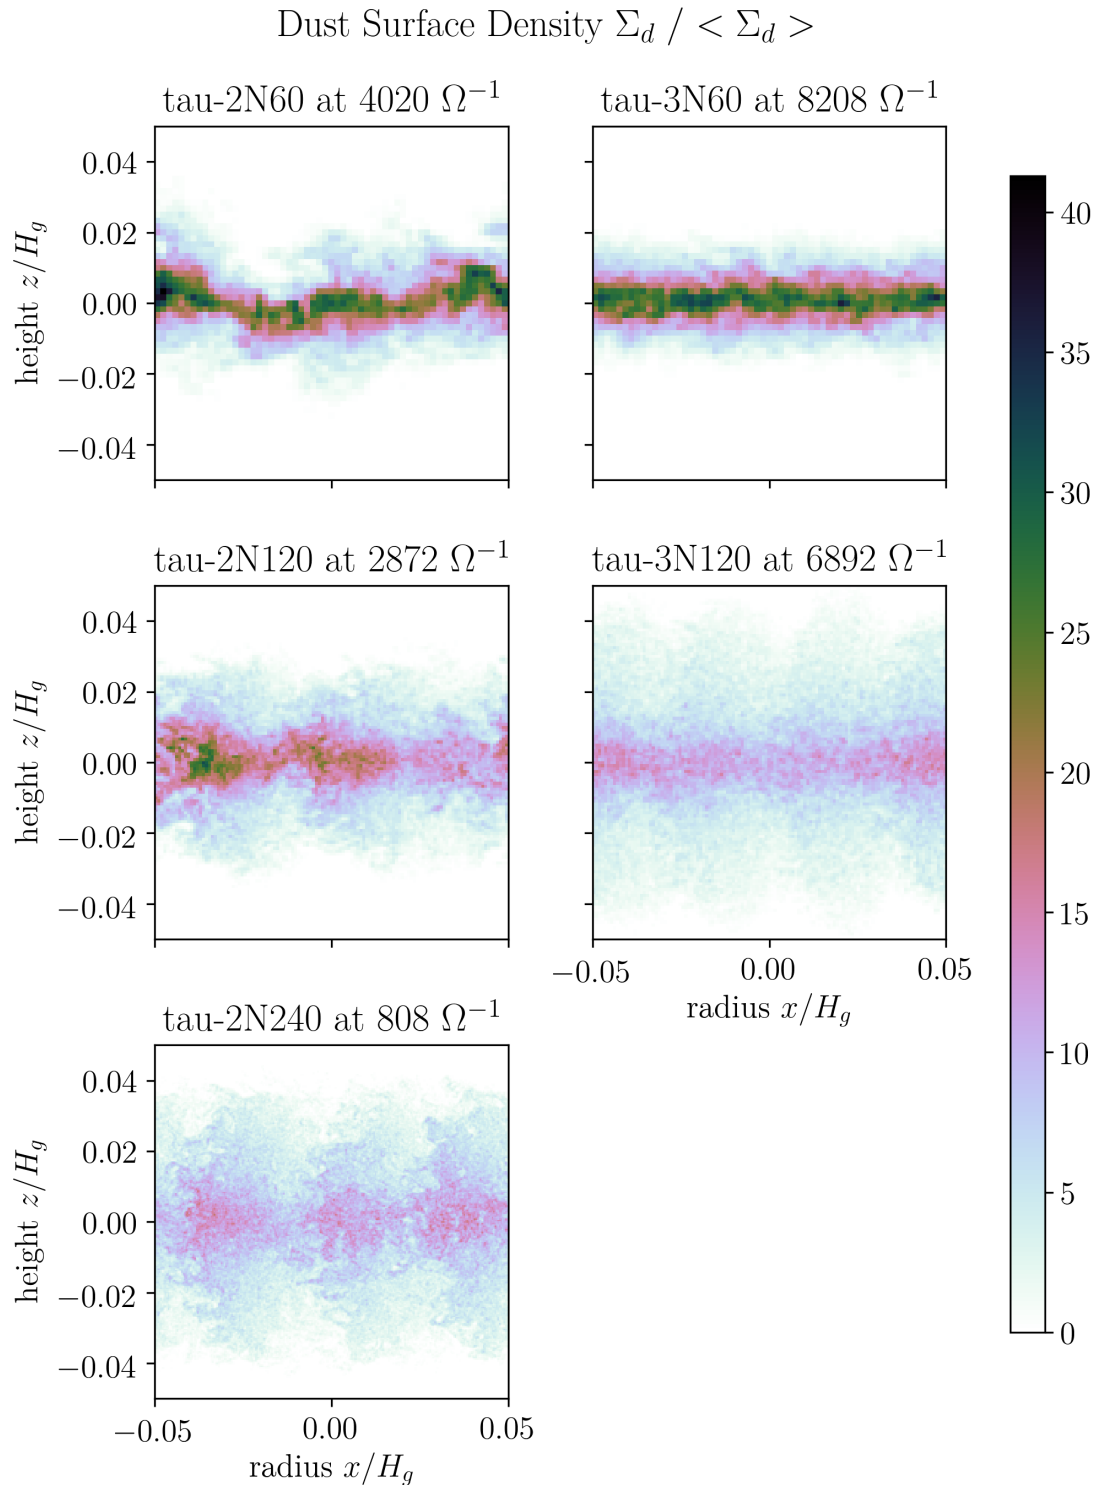 Dust Surface Density Σ_d / < Σ_d >
tau-2N60 at 4020 Ω⁻¹
tau-3N60 at 8208 Ω⁻¹
0.04
0.02
0.00
−0.02
−0.04
height z/H_g
tau-2N120 at 2872 Ω⁻¹
tau-3N120 at 6892 Ω⁻¹
0.04
0.02
0.00
−0.02
−0.04
height z/H_g
−0.05 0.00 0.05
radius x/H_g
tau-2N240 at 808 Ω⁻¹
0.04
0.02
0.00
−0.02
−0.04
height z/H_g
−0.05 0.00 0.05
radius x/H_g
40
35
30
25
20
15
10
5
0